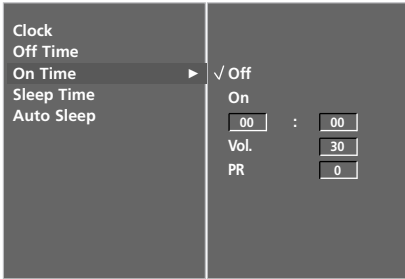 Clock
Off Time
On Time ►
Sleep Time
Auto Sleep
√ Off
On
00 : 00
Vol. 30
PR 0